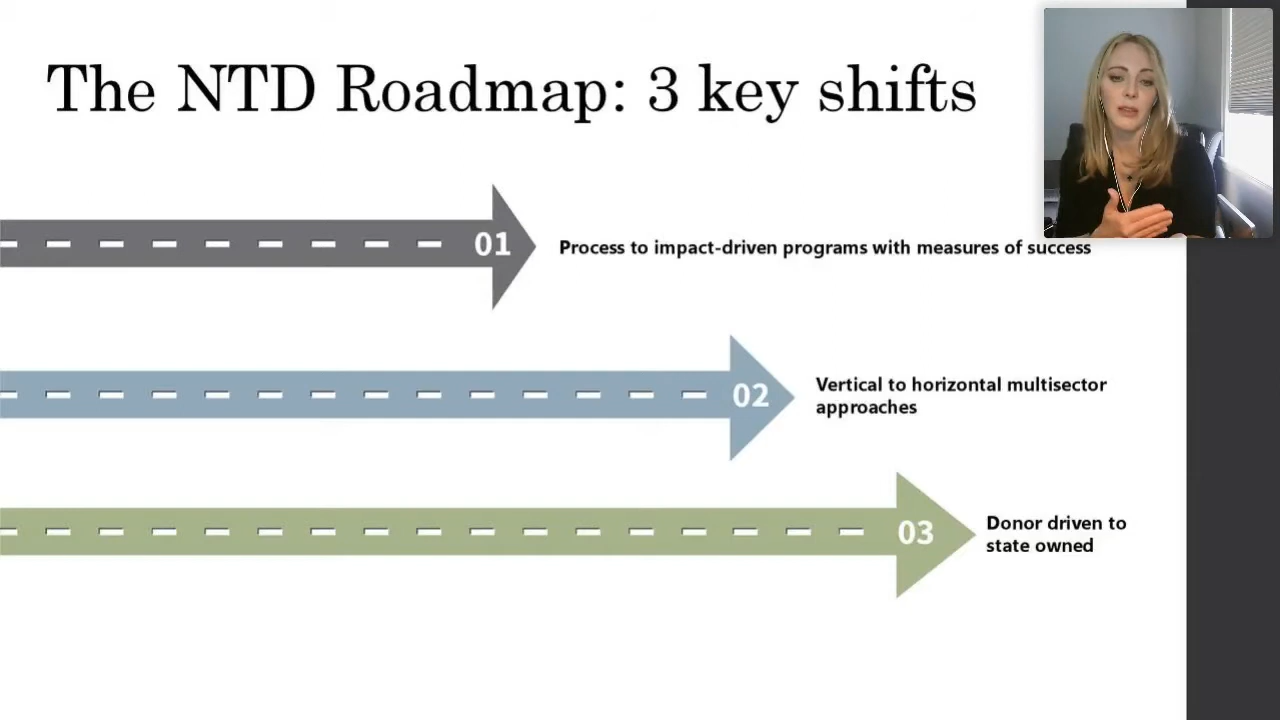 The NTD Roadmap: 3 key shifts
01
Process to impact-driven programs with measures of success
02
Vertical to horizontal multisector
approaches
03
Donor driven to
state owned